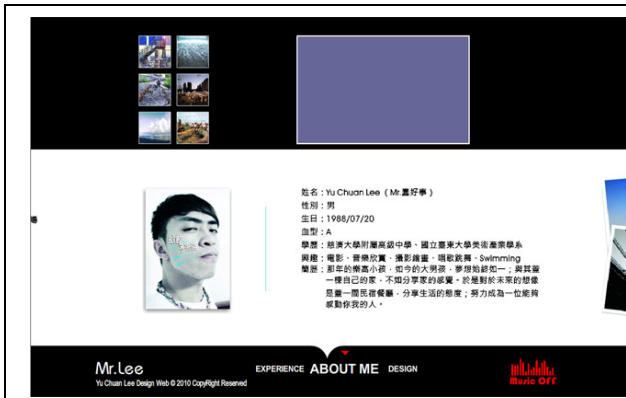 姓名：Yu Chuan Lee（Mr.屬好事）
性別：男
生日：1988/07/20
血型：A
學歷：慈濟大學附屬高級中學、國立臺東大學美術產業學系
興趣：電影、音樂欣賞、攝影繪畫、唱歌跳舞、Swimming
簡歷：那年的樂高小孩，如今的大男孩，夢想始終如一；與其蓋
一棟自己的家，不如分享家的感覺。於是對於未來的想像
是蓋一間民宿餐廳，分享生活的態度；努力成為一位能夠
感動你我的人。
Mr.Lee
Yu Chuan Lee Design Web © 2010 CopyRight Reserved
EXPERIENCE ABOUT ME DESIGN
Music OFF